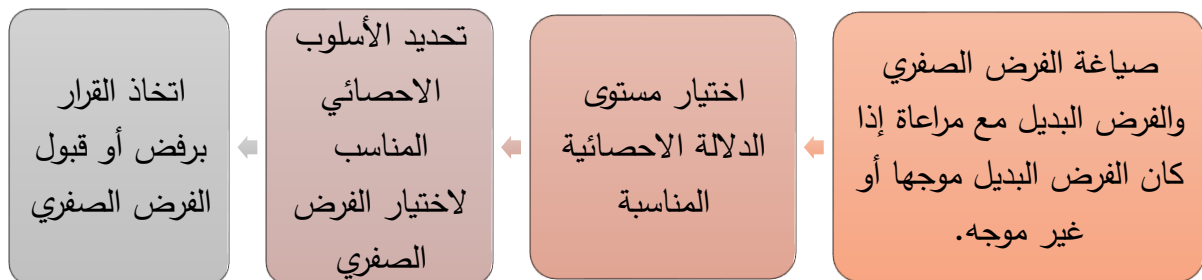 صياغة الفرض الصفري
والفرض البديل مع مراعاة إذا
كان الفرض البديل موجها أو
غير موجه.
اختيار مستوى
الدلالة الاحصائية
المناسبة
تحديد الأسلوب
الاحصائي
المناسب
لاختيار الفرض
الصفري
اتخاذ القرار
برفض أو قبول
الفرض الصفري